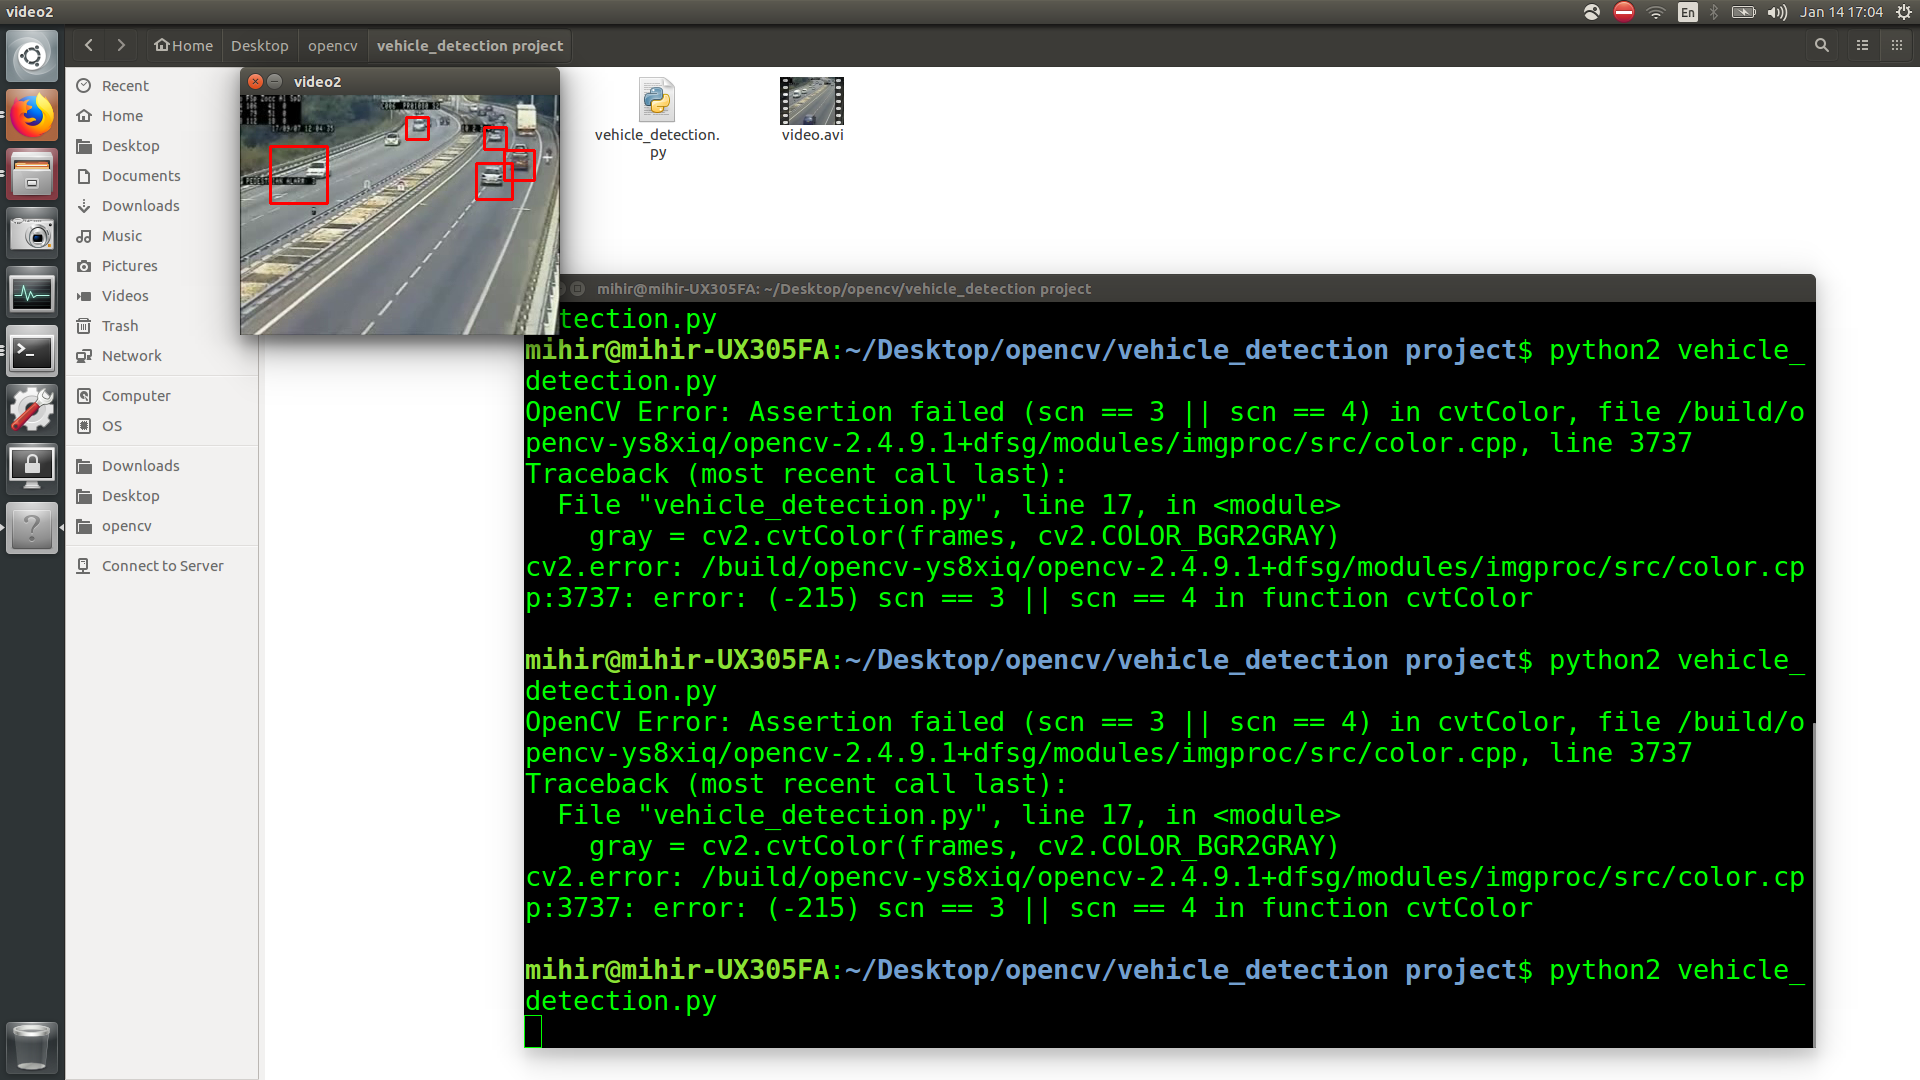 video2
En
Jan 14 17:04
Home
Desktop
opencv
vehicle_detection project
Recent
Home
Desktop
Documents
Downloads
Music
Pictures
Videos
Trash
Network
Computer
OS
Downloads
Desktop
opencv
Connect to Server
video2
vehicle_detection.
py
video.avi
mihir@mihir-UX305FA: ~/Desktop/opencv/vehicle_detection project
tection.py
mihir@mihir-UX305FA:~/Desktop/opencv/vehicle_detection project$ python2 vehicle_
detection.py
OpenCV Error: Assertion failed (scn == 3 || scn == 4) in cvtColor, file /build/o
pencv-ys8xiq/opencv-2.4.9.1+dfsg/modules/imgproc/src/color.cpp, line 3737
Traceback (most recent call last):
  File "vehicle_detection.py", line 17, in <module>
    gray = cv2.cvtColor(frames, cv2.COLOR_BGR2GRAY)
cv2.error: /build/opencv-ys8xiq/opencv-2.4.9.1+dfsg/modules/imgproc/src/color.cp
p:3737: error: (-215) scn == 3 || scn == 4 in function cvtColor
mihir@mihir-UX305FA:~/Desktop/opencv/vehicle_detection project$ python2 vehicle_
detection.py
OpenCV Error: Assertion failed (scn == 3 || scn == 4) in cvtColor, file /build/o
pencv-ys8xiq/opencv-2.4.9.1+dfsg/modules/imgproc/src/color.cpp, line 3737
Traceback (most recent call last):
  File "vehicle_detection.py", line 17, in <module>
    gray = cv2.cvtColor(frames, cv2.COLOR_BGR2GRAY)
cv2.error: /build/opencv-ys8xiq/opencv-2.4.9.1+dfsg/modules/imgproc/src/color.cp
p:3737: error: (-215) scn == 3 || scn == 4 in function cvtColor
mihir@mihir-UX305FA:~/Desktop/opencv/vehicle_detection project$ python2 vehicle_
detection.py